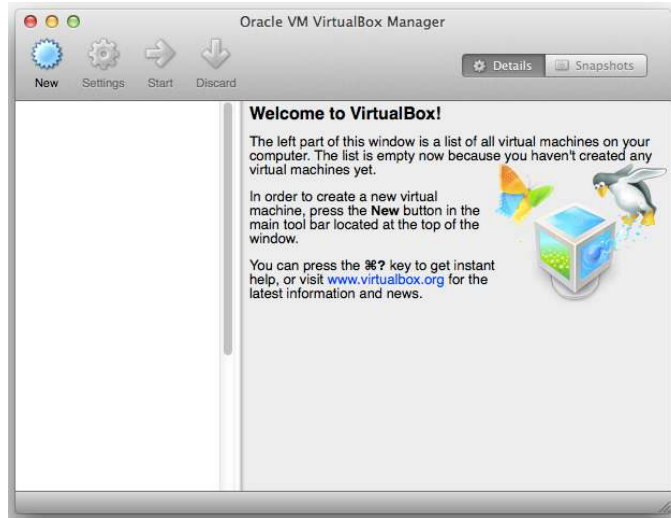 Oracle VM VirtualBox Manager
New
Settings
Start
Discard
Details
Snapshots
Welcome to VirtualBox!
The left part of this window is a list of all virtual machines on your
computer. The list is empty now because you haven't created any
virtual machines yet.
In order to create a new virtual
machine, press the New button in the
main tool bar located at the top of the
window.
You can press the ⌘? key to get instant
help, or visit www.virtualbox.org for the
latest information and news.